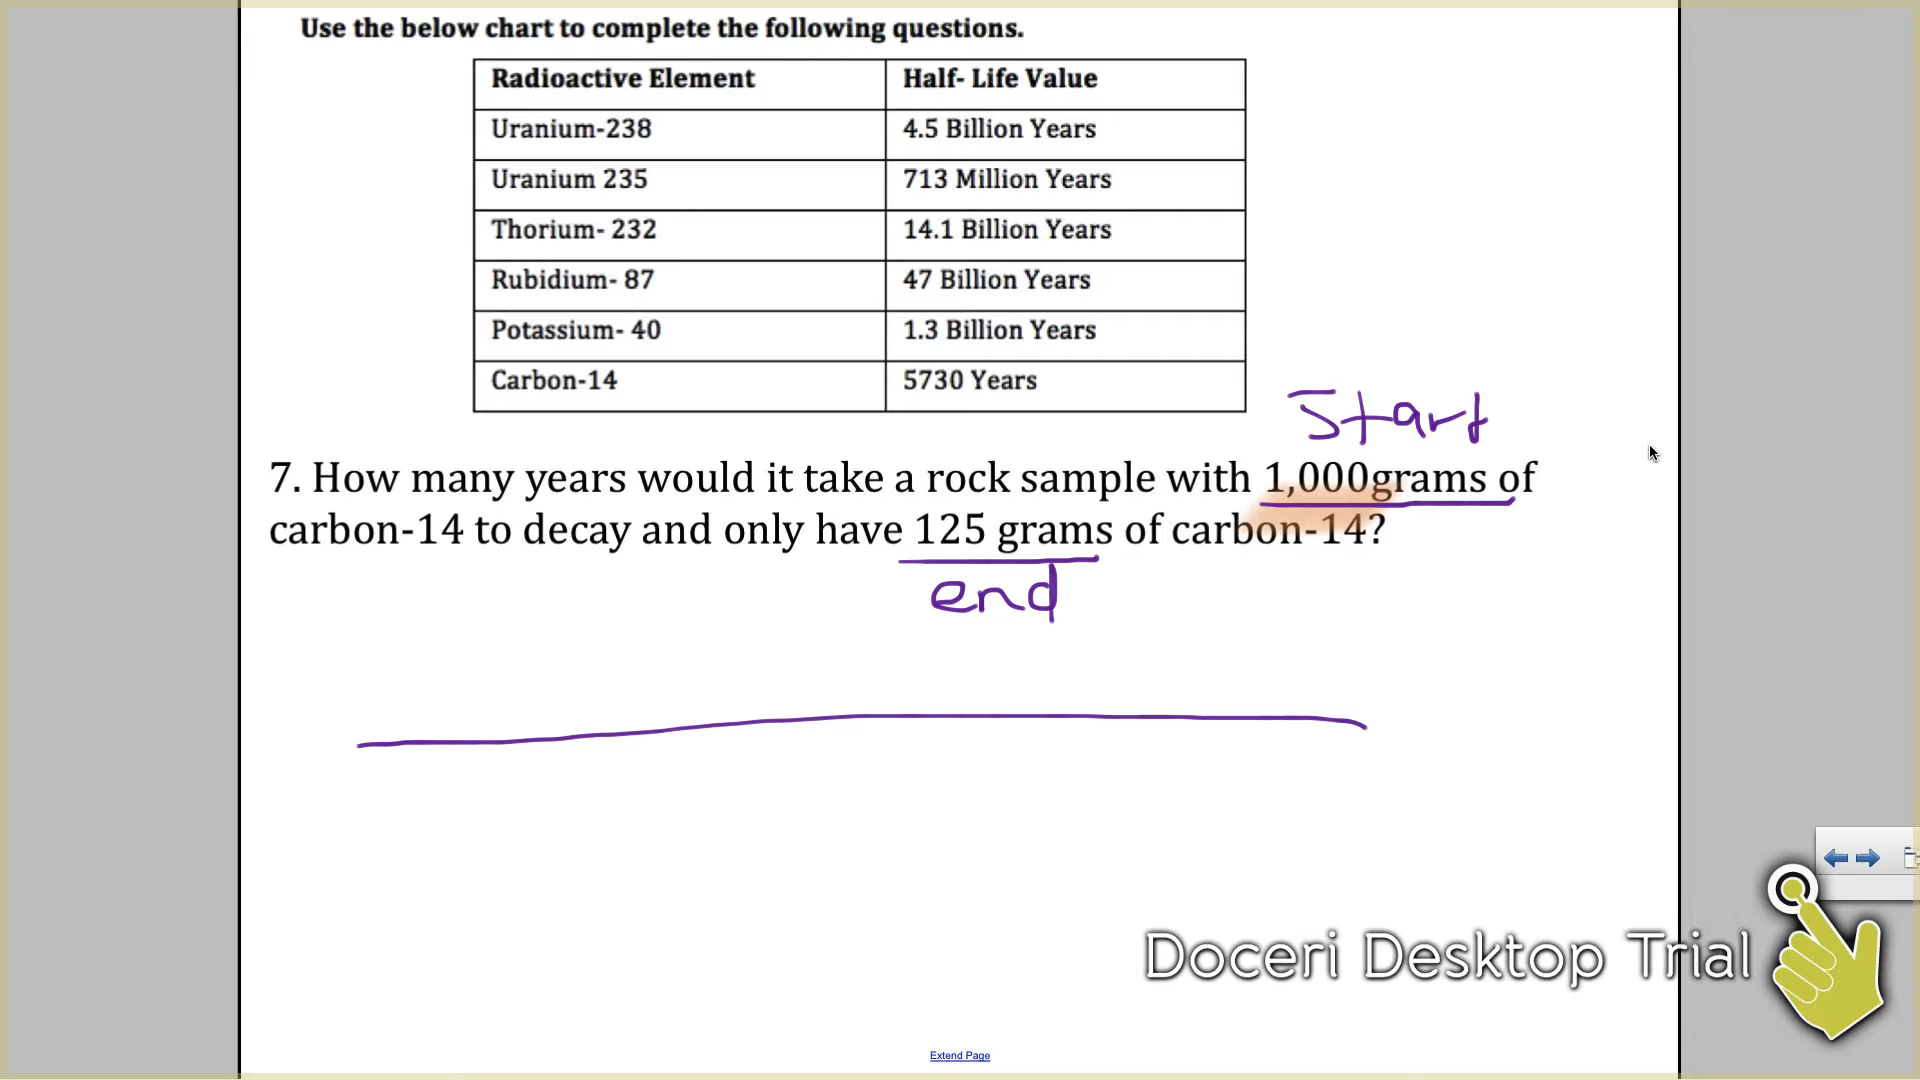 Use the below chart to complete the following questions.
Radioactive Element Half- Life Value
Uranium-238 4.5 Billion Years
Uranium 235 713 Million Years
Thorium- 232 14.1 Billion Years
Rubidium- 87 47 Billion Years
Potassium- 40 1.3 Billion Years
Carbon-14 5730 Years
Start
7. How many years would it take a rock sample with 1,000grams of
carbon-14 to decay and only have 125 grams of carbon-14?
end
Doceri Desktop Trial
Extend Page